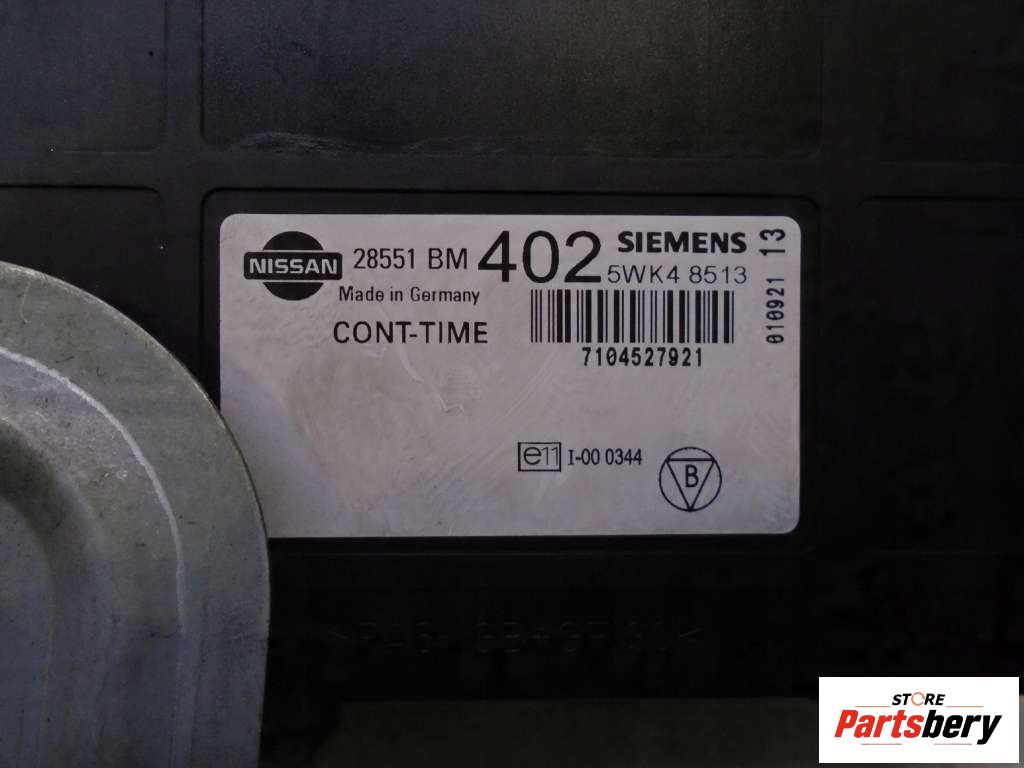 NISSAN 28551 BM 402 SIEMENS
5WK4 8513
Made in Germany
CONT-TIME
7104527921
010921 13
e11 I-00 0344
B
STORE
Partsbery